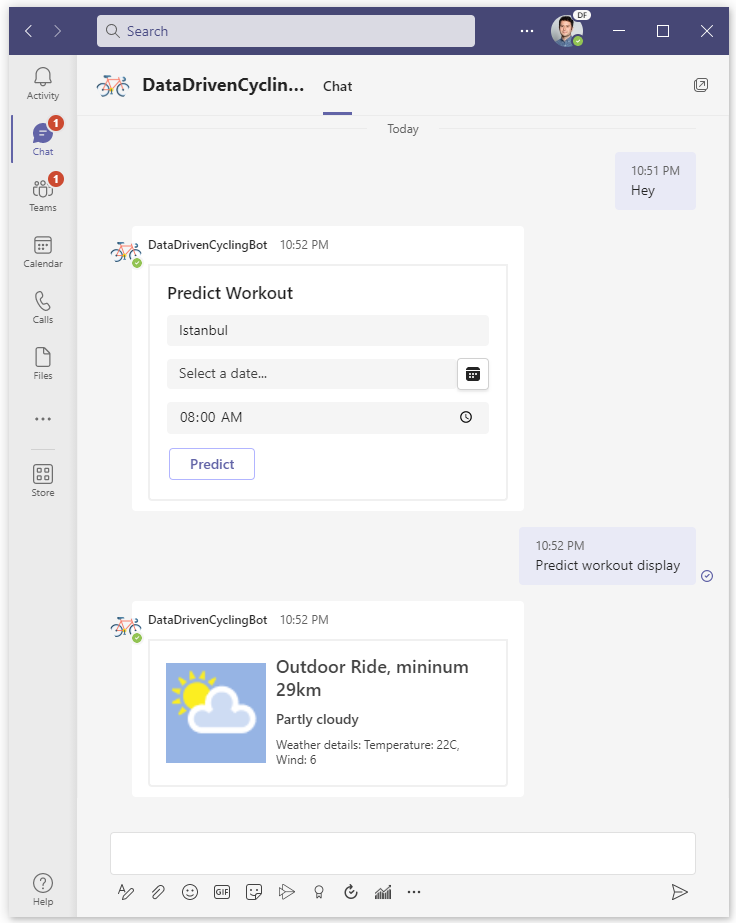 Search
DF
Activity
1
Chat
1
Teams
Calendar
Calls
Files
Store
Help
DataDrivenCyclin...
Chat
Today
10:51 PM
Hey
DataDrivenCyclingBot 10:52 PM
Predict Workout
Istanbul
Select a date...
08:00 AM
Predict
10:52 PM
Predict workout display
DataDrivenCyclingBot 10:52 PM
Outdoor Ride, mininum
29km
Partly cloudy
Weather details: Temperature: 22C,
Wind: 6
GIF